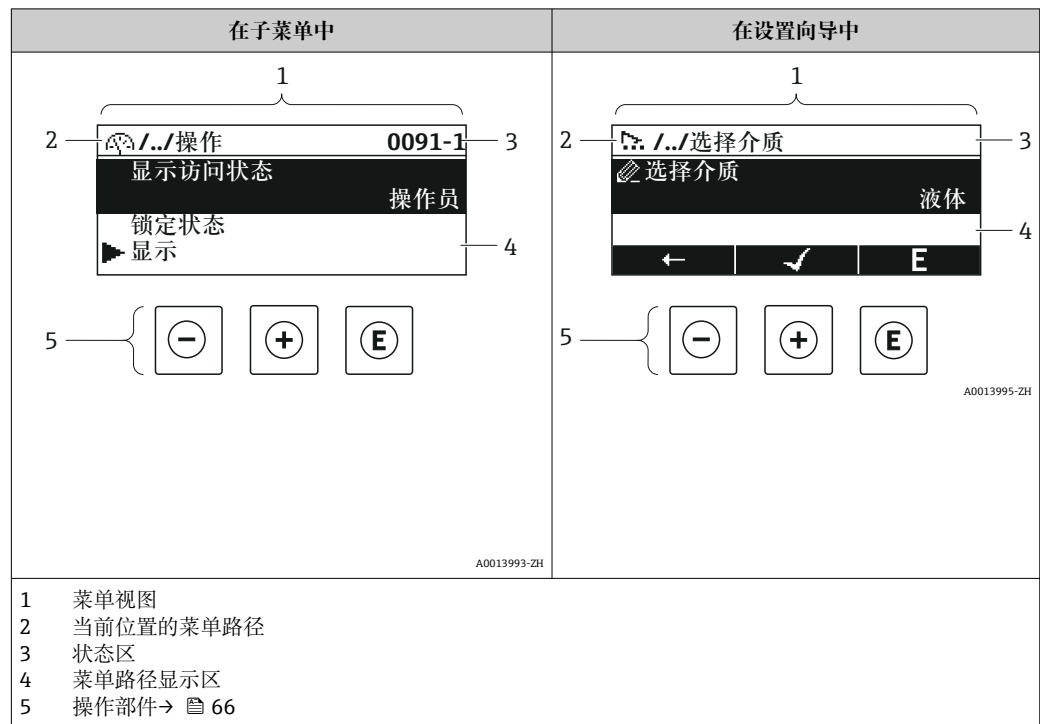 在子菜单中
在设置向导中
1
2
/../操作 0091-1
3
显示访问状态
操作员
锁定状态
显示
4
5
− + E
A0013993-ZH
1
2
/../选择介质
3
选择介质
液体
4
← ✓ E
5
− + E
A0013995-ZH
1 菜单视图
2 当前位置的菜单路径
3 状态区
4 菜单路径显示区
5 操作部件→ 66